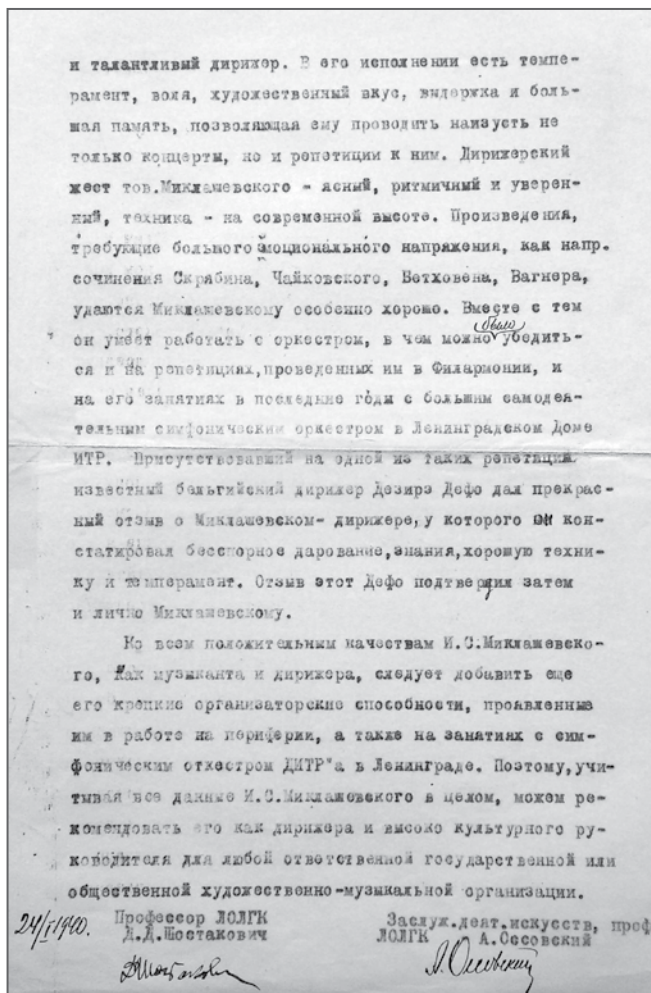 и талантливый дирижер. В его исполнении есть темпе-
рамент, воля, художественный вкус, выдержка и боль-
шая память, позволяющая ему проводить наизусть не
только концерты, но и репетиции к ним. Дирижерский
жест тов.Миклашевского - ясный, ритмичный и уверен-
ный, техника - на современной высоте. Произведения,
требующие большого эмоционального напряжения, как напр.
сочинения Скрябина, Чайковского, Бетховена, Вагнера,
удаются Миклашевскому особенно хорошо. Вместе с тем
он умеет работать с оркестром, в чем можно было убедить-
ся и на репетициях,проведенных им в Филармонии, и
на его занятиях в последние годы с большим самодея-
тельным симфоническим оркестром в Ленинградском Доме
ИТР. Присутствовавший на одной из таких репетиций
известный бельгийский дирижер Дезирэ Дефо дал прекрас-
ный отзыв о Миклашевском- дирижере,у которого он кон-
статировал бесспорное дарование,знания,хорошую техни-
ку и темперамент. Отзыв этот Дефо подтвердил затем
и лично Миклашевскому.
Ко всем положительным качествам И.С.Миклашевско-
го, как музыканта и дирижера, следует добавить еще
его крепкие организаторские способности, проявленные
им в работе на периферии, а также на занятиях с сим-
фоническим откестром ДИТР"а в Ленинграде. Поэтому,учи-
тывая все данные И.С.Миклашевского в целом, можем ре-
комендовать его как дирижера и высоко культурного ру-
ководителя для любой ответственной государственной или
общественной художественно-музыкальной организации.
24/I 1940. Профессор ЛОЛГК Заслуж.деят.искусств, проф
Д.Д.Шостакович ЛОЛГК А.Оссовский
ДШостакович А.Оссовский